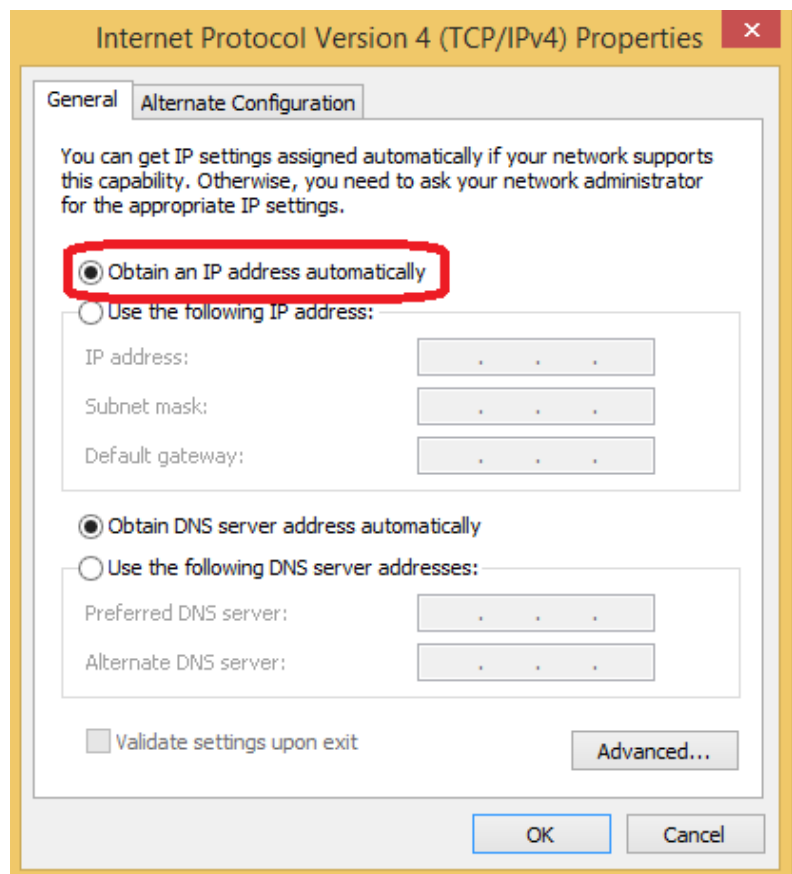 Internet Protocol Version 4 (TCP/IPv4) Properties
General
Alternate Configuration
You can get IP settings assigned automatically if your network supports
this capability. Otherwise, you need to ask your network administrator
for the appropriate IP settings.
Obtain an IP address automatically
Use the following IP address:
IP address:
Subnet mask:
Default gateway:
Obtain DNS server address automatically
Use the following DNS server addresses:
Preferred DNS server:
Alternate DNS server:
Validate settings upon exit
Advanced...
OK
Cancel